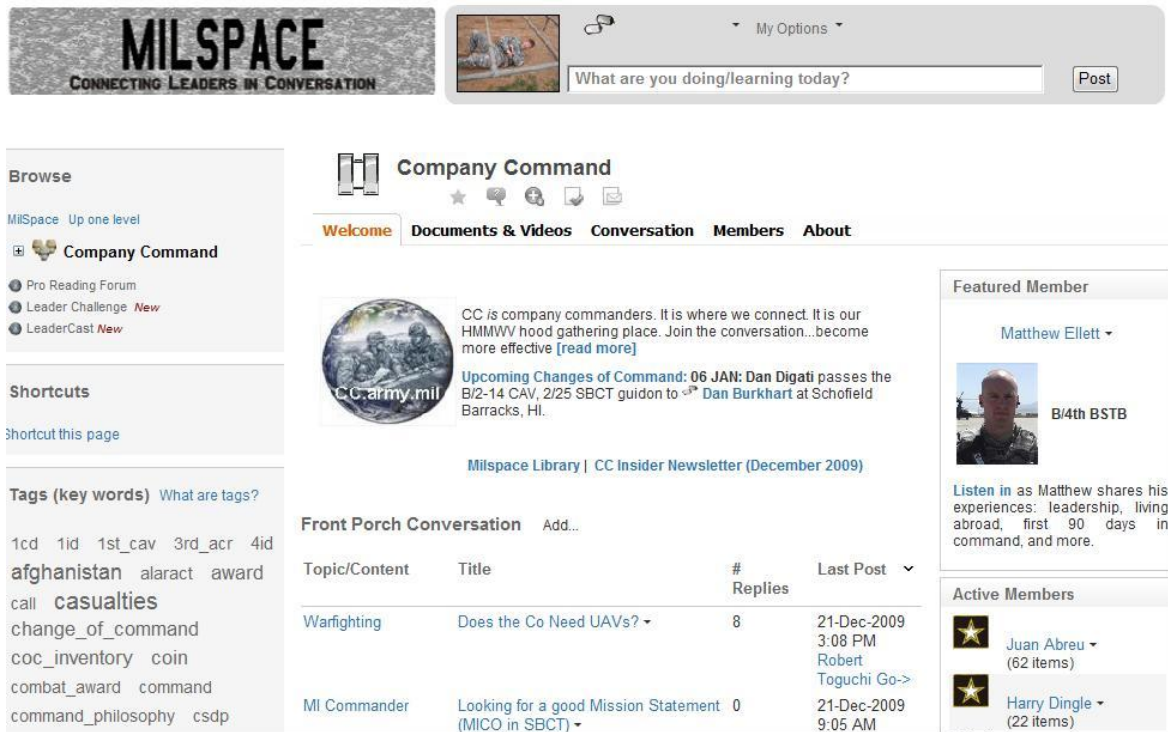 MILSPACE
CONNECTING LEADERS IN CONVERSATION
My Options
What are you doing/learning today?
Post
Browse
MilSpace Up one level
Company Command
Pro Reading Forum
Leader Challenge New
LeaderCast New
Shortcuts
Shortcut this page
Tags (key words) What are tags?
1cd 1id 1st_cav 3rd_acr 4id
afghanistan alaract award
call casualties
change_of_command
coc_inventory coin
combat_award command
command_philosophy csdp
Company Command
Welcome Documents & Videos Conversation Members About
CC.army.mil
CC is company commanders. It is where we connect. It is our
HMMWV hood gathering place. Join the conversation...become
more effective [read more]
Upcoming Changes of Command: 06 JAN: Dan Digati passes the
B/2-14 CAV, 2/25 SBCT guidon to Dan Burkhart at Schofield
Barracks, HI.
Milspace Library | CC Insider Newsletter (December 2009)
Front Porch Conversation Add...
Topic/Content Title # Replies Last Post
Warfighting Does the Co Need UAVs? 8 21-Dec-2009
3:08 PM
Robert
Toguchi Go->
MI Commander Looking for a good Mission Statement 0 21-Dec-2009
(MICO in SBCT) 9:05 AM
Featured Member
Matthew Ellett
B/4th BSTB
Listen in as Matthew shares his
experiences: leadership, living
abroad, first 90 days in
command, and more.
Active Members
Juan Abreu
(62 items)
Harry Dingle
(22 items)